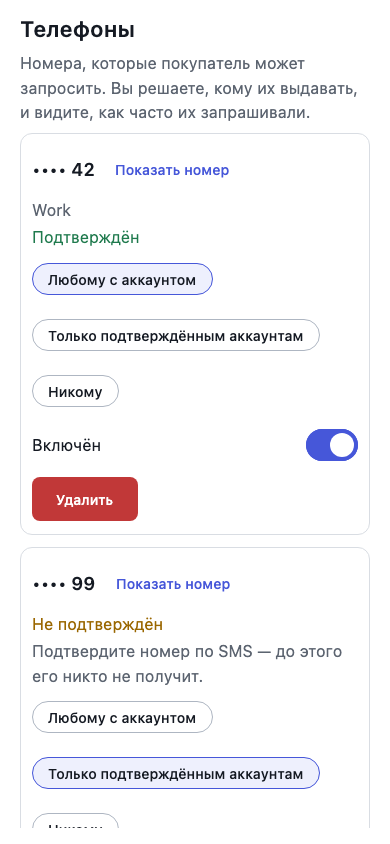 Телефоны
Номера, которые покупатель может
запросить. Вы решаете, кому их выдавать,
и видите, как часто их запрашивали.
•••• 42 Показать номер
Work
Подтверждён
Любому с аккаунтом
Только подтверждённым аккаунтам
Никому
Включён
Удалить
•••• 99 Показать номер
Не подтверждён
Подтвердите номер по SMS — до этого
его никто не получит.
Любому с аккаунтом
Только подтверждённым аккаунтам
Никому